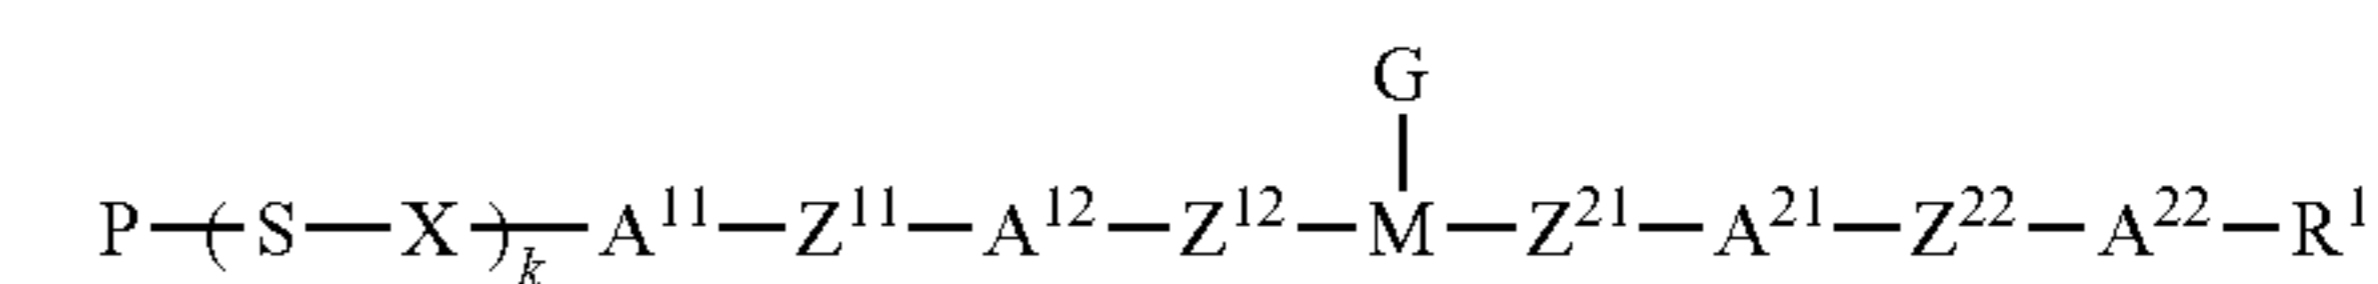 G
P—(S—X)k—A11—Z11—A12—Z12—M—Z21—A21—Z22—A22—R1